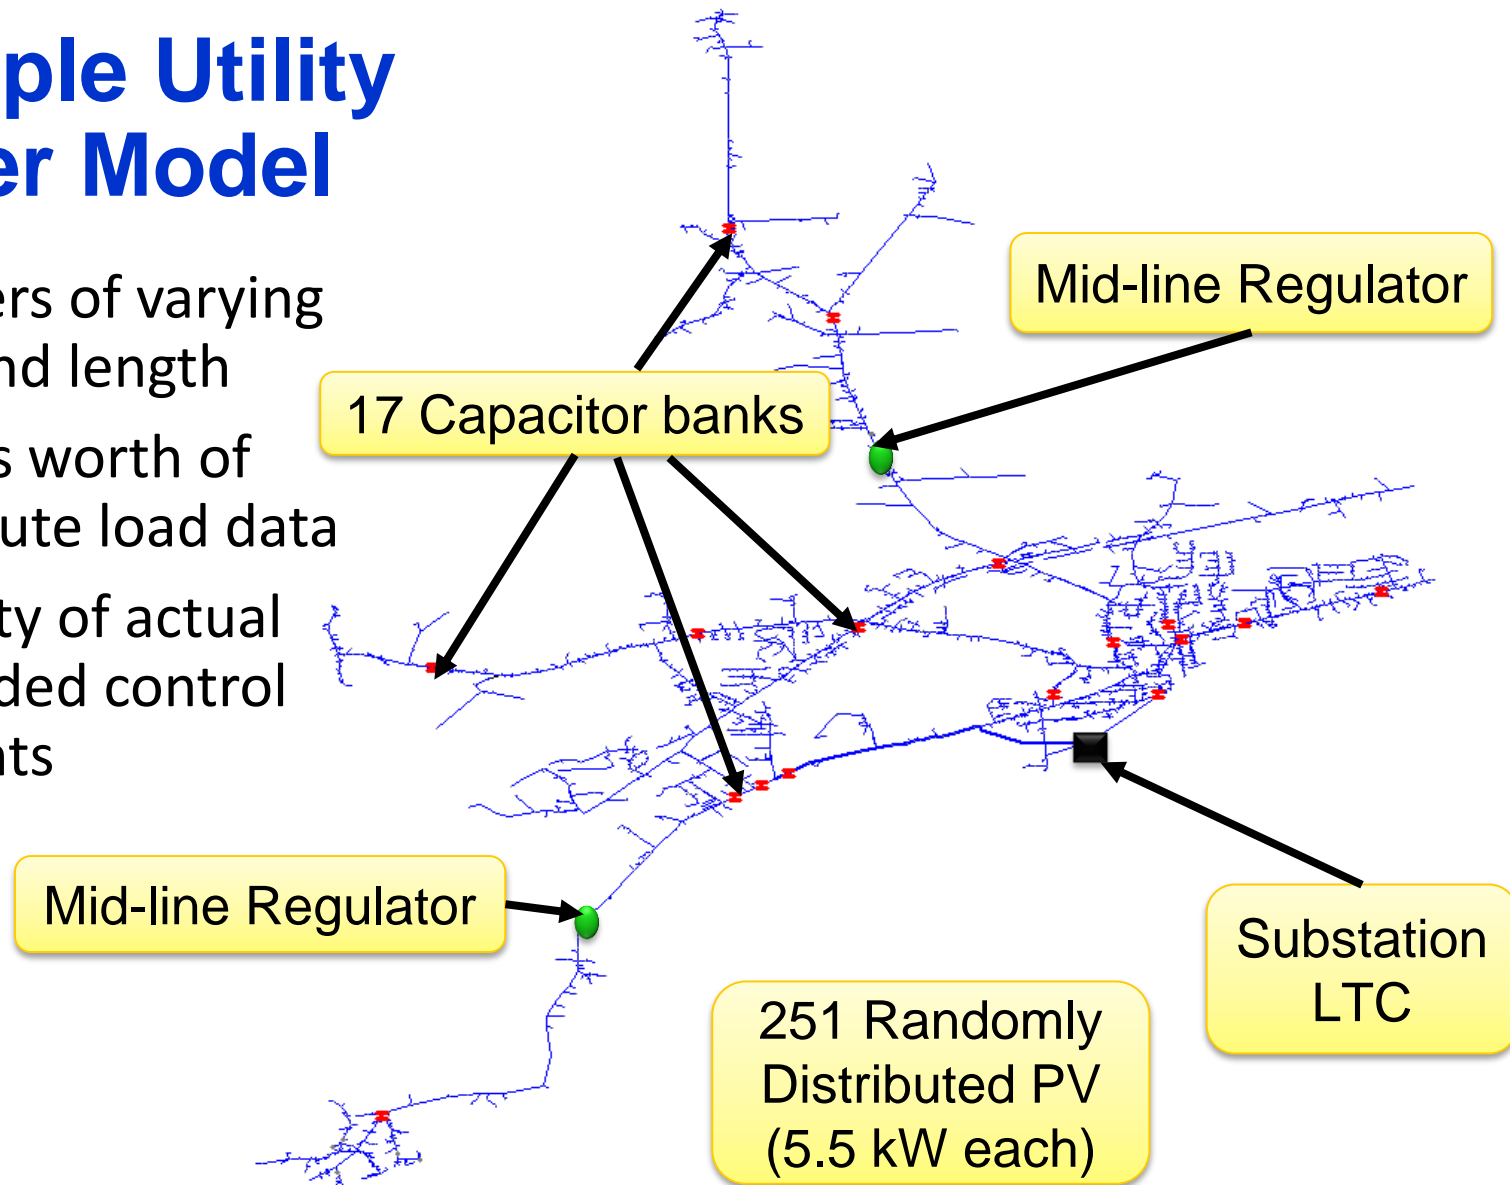 ple Utility
er Model
ers of varying
nd length
s worth of
ute load data
ty of actual
ded control
nts
Mid-line Regulator
17 Capacitor banks
Mid-line Regulator
Substation
LTC
251 Randomly
Distributed PV
(5.5 kW each)